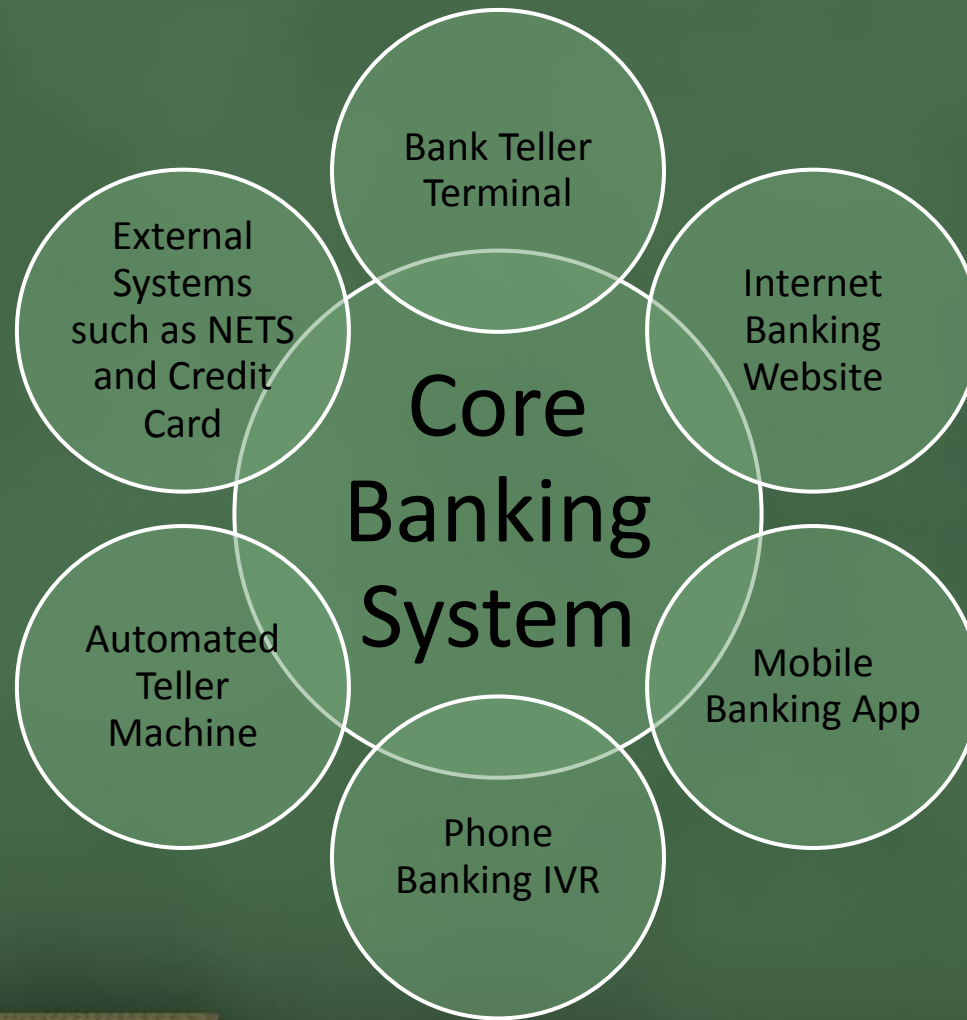 Bank Teller
Terminal
External
Systems
such as NETS
and Credit
Card
Internet
Banking
Website
Core
Banking
System
Automated
Teller
Machine
Mobile
Banking App
Phone
Banking IVR